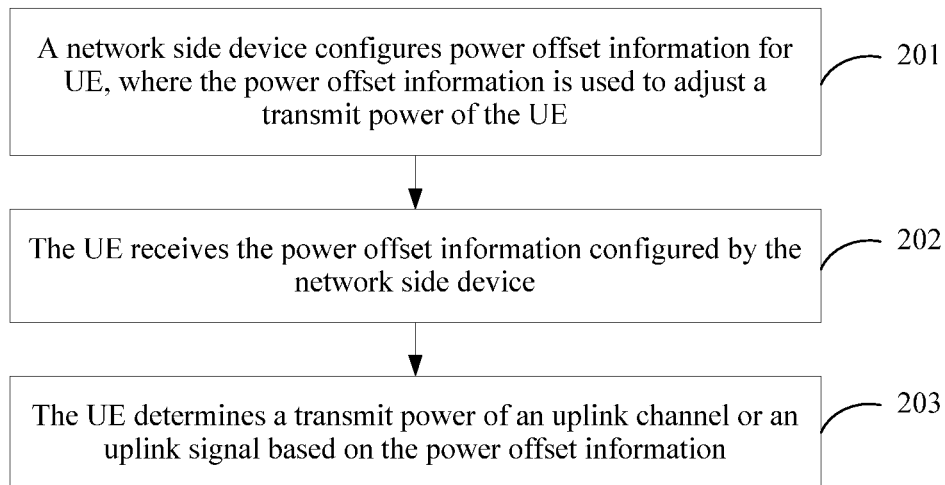 A network side device configures power offset information for
UE, where the power offset information is used to adjust a
transmit power of the UE
201
The UE receives the power offset information configured by the
network side device
202
The UE determines a transmit power of an uplink channel or an
uplink signal based on the power offset information
203